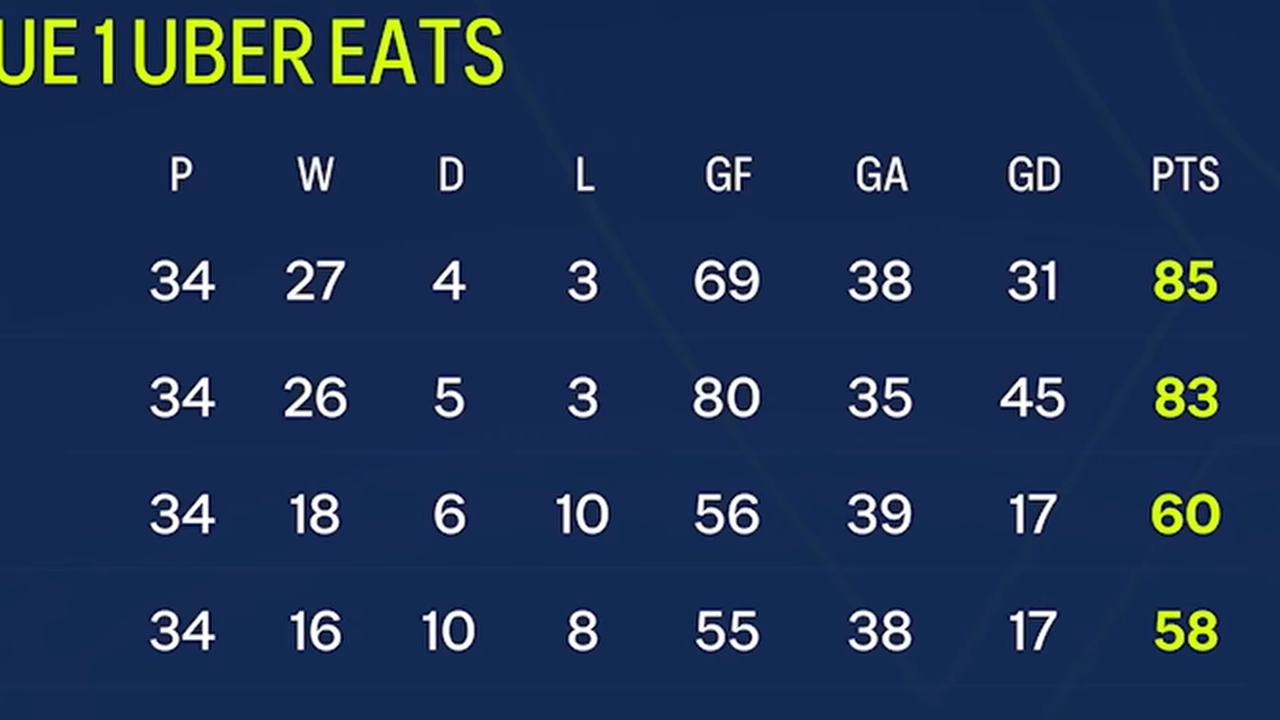 UE 1 UBER EATS
P W D L GF GA GD PTS
34 27 4 3 69 38 31 85
34 26 5 3 80 35 45 83
34 18 6 10 56 39 17 60
34 16 10 8 55 38 17 58